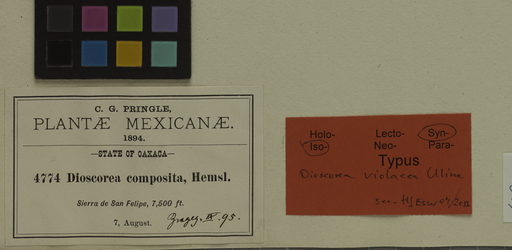 C. G. PRINGLE,
PLANTÆ MEXICANÆ.
1894.
STATE OF OAXACA
4774 Dioscorea composita, Hemsl.
Sierra de San Felipe, 7,500 ft.
7, August.
Holo- Lecto- Syn-
Iso- Neo- Para-
Typus
Dioscorea violacea Uline